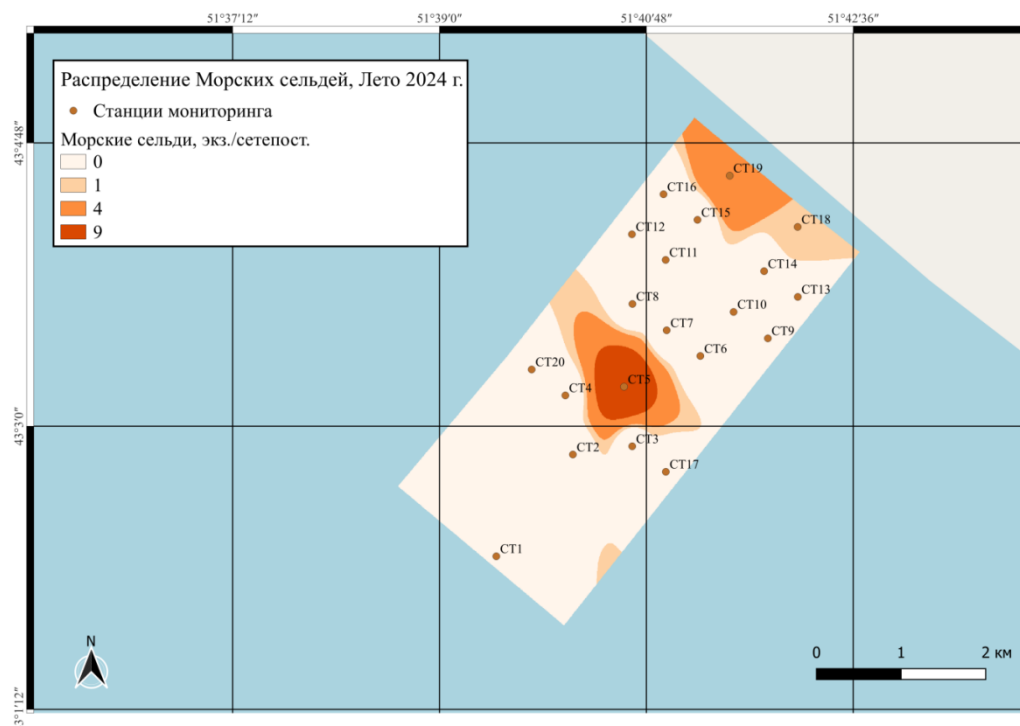 51°37'12" 51°39'0" 51°40'48" 51°42'36"
Распределение Морских сельдей, Лето 2024 г.
Станции мониторинга
Морские сельди, экз./сетепост.
0
1
4
9
43°4'48"
43°3'0"
43°1'12"
СТ19
СТ16
СТ15
СТ18
СТ12
СТ11
СТ14
СТ13
СТ8
СТ10
СТ7
СТ9
СТ6
СТ20
СТ5
СТ4
СТ3
СТ2
СТ17
СТ1
N
0 1 2 км